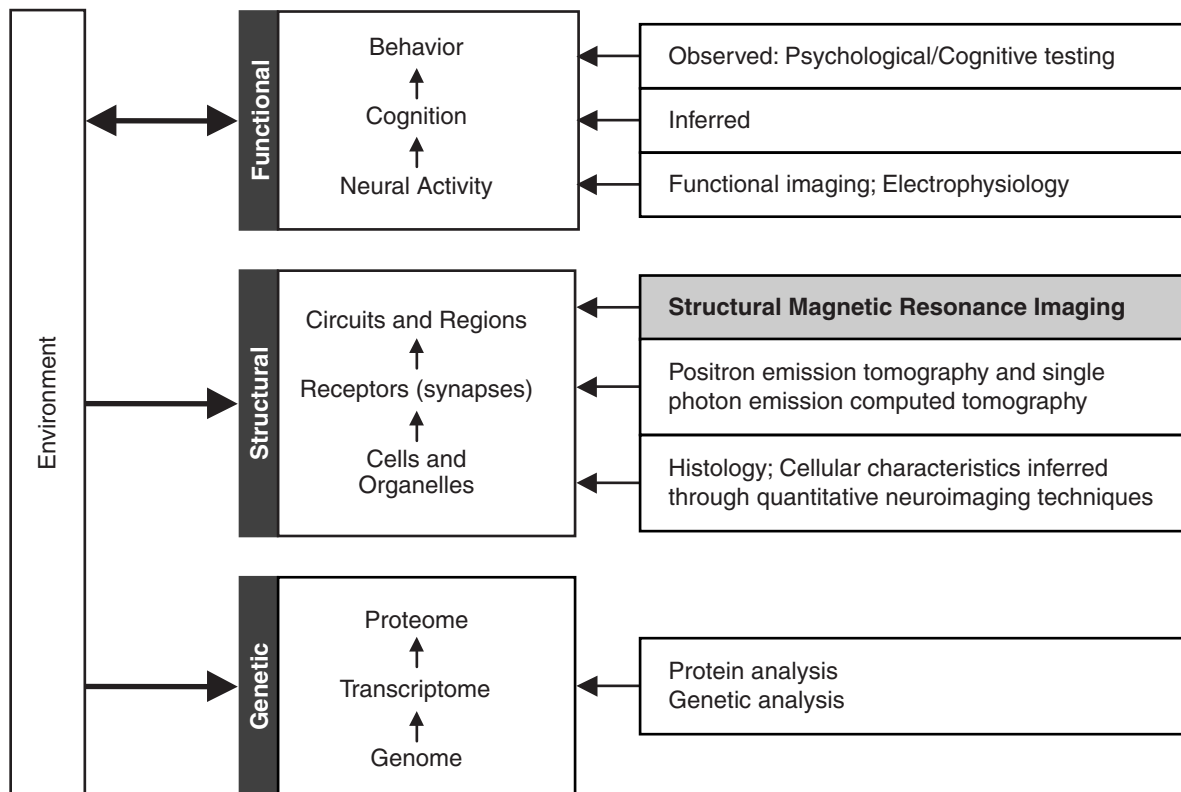 Environment
Functional
Behavior
Cognition
Neural Activity
Observed: Psychological/Cognitive testing
Inferred
Functional imaging; Electrophysiology
Structural
Circuits and Regions
Receptors (synapses)
Cells and
Organelles
Structural Magnetic Resonance Imaging
Positron emission tomography and single
photon emission computed tomography
Histology; Cellular characteristics inferred
through quantitative neuroimaging techniques
Genetic
Proteome
Transcriptome
Genome
Protein analysis
Genetic analysis